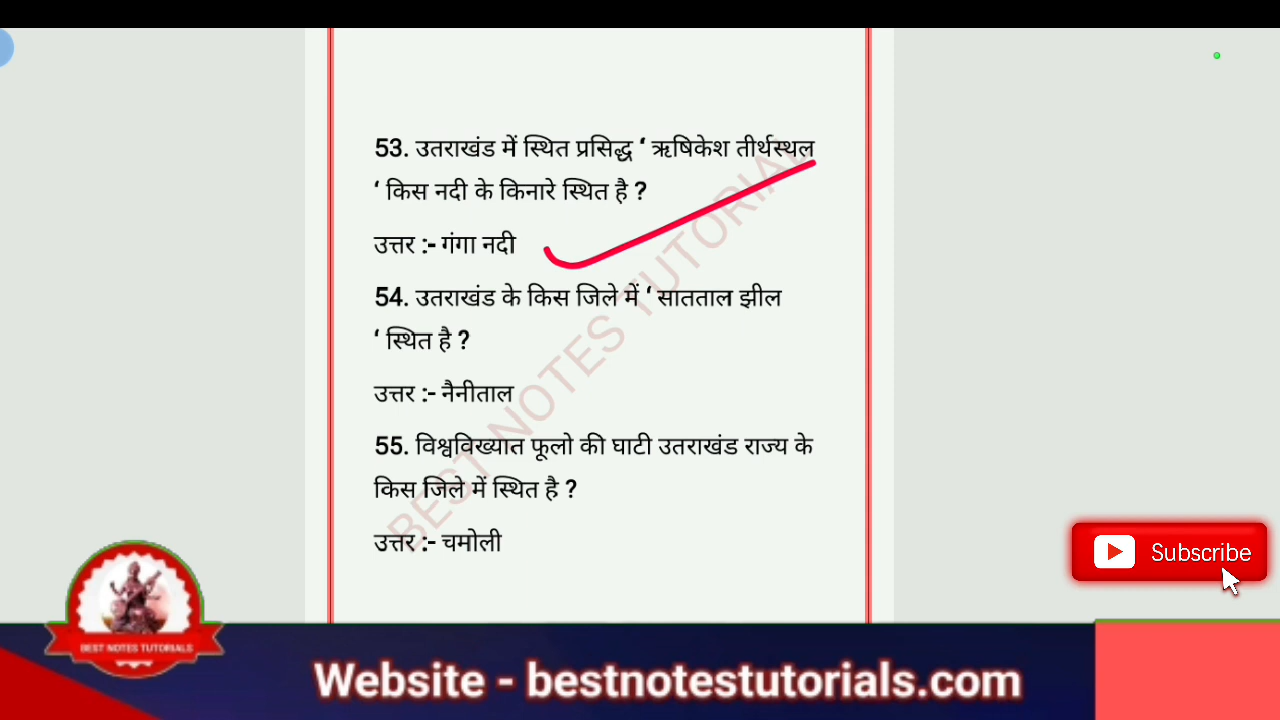 53. उतराखंड में स्थित प्रसिद्ध ‘ ऋषिकेश तीर्थस्थल
‘ किस नदी के किनारे स्थित है ?
उत्तर :- गंगा नदी
54. उतराखंड के किस जिले में ‘ सातताल झील
‘ स्थित है ?
उत्तर :- नैनीताल
55. विश्वविख्यात फूलो की घाटी उतराखंड राज्य के
किस जिले में स्थित है ?
उत्तर :- चमोली
BEST NOTES TUTORIAL
Subscribe
BEST NOTES TUTORIALS
Website - bestnotestutorials.com